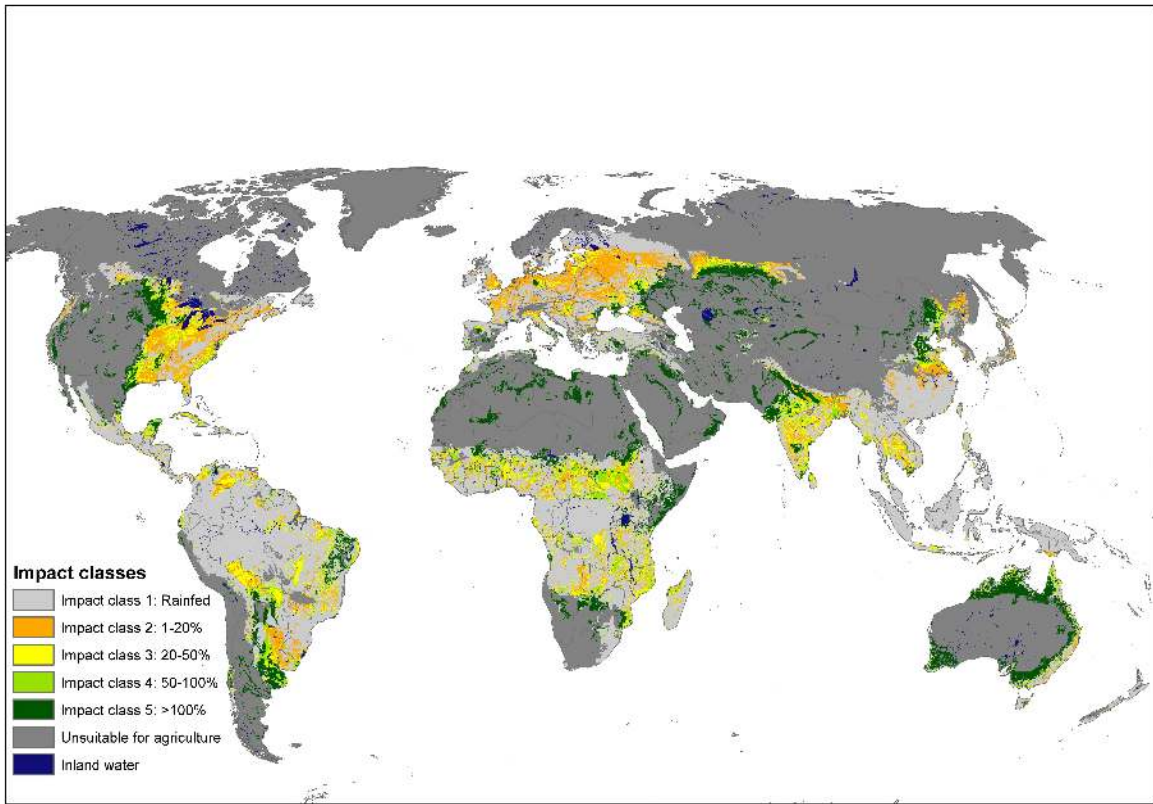 Impact classes
Impact class 1: Rainfed
Impact class 2: 1-20%
Impact class 3: 20-50%
Impact class 4: 50-100%
Impact class 5: >100%
Unsuitable for agriculture
Inland water